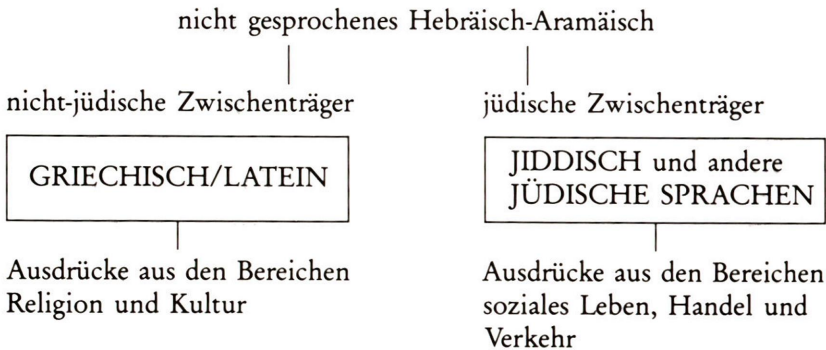 nicht gesprochenes Hebräisch-Aramäisch
nicht-jüdische Zwischenträger
GRIECHISCH/LATEIN
Ausdrücke aus den Bereichen
Religion und Kultur
jüdische Zwischenträger
JIDDISCH und andere
JÜDISCHE SPRACHEN
Ausdrücke aus den Bereichen
soziales Leben, Handel und
Verkehr